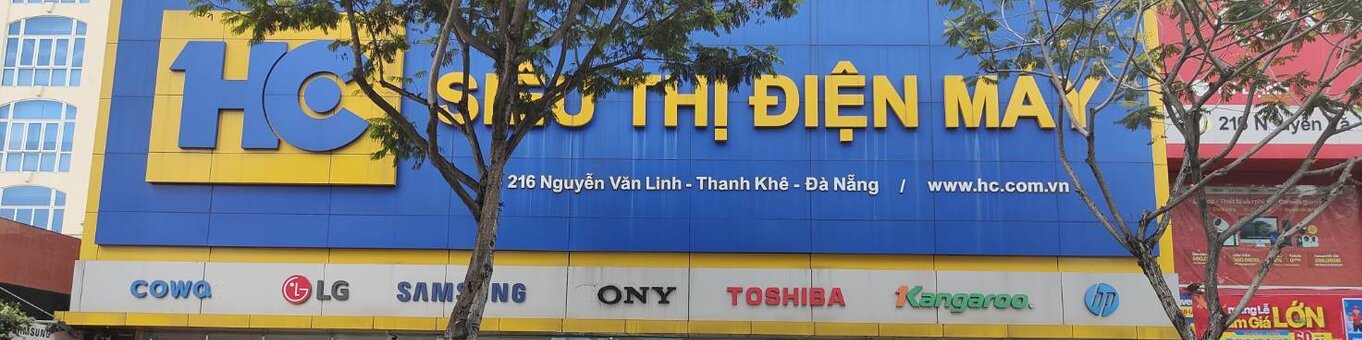 HC
SIÊU THỊ ĐIỆN MÁY
216 Nguyễn Văn Linh - Thanh Khê - Đà Nẵng / www.hc.com.vn
COWA LG SAMSUNG ONY TOSHIBA Kangaroo hp
SAMSUNG
LỚN